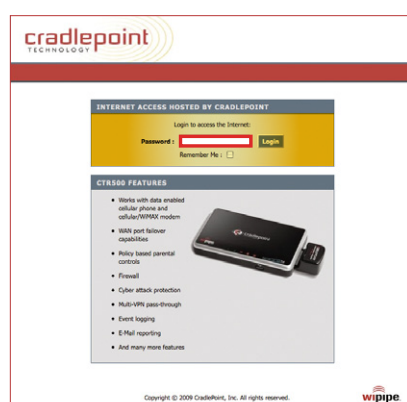 cradlepoint
TECHNOLOGY
INTERNET ACCESS HOSTED BY CRADLEPOINT
Login to access the Internet:
Password : Login
Remember Me :
CTR500 FEATURES
• Works with data enabled
cellular phone and
cellular/WiMAX modem
• WAN port failover
capabilities
• Policy based parental
controls
• Firewall
• Cyber attack protection
• Multi-VPN pass-through
• Event logging
• E-Mail reporting
• And many more features
cradlepoint
Copyright © 2009 CradlePoint, Inc. All rights reserved.
wipipe